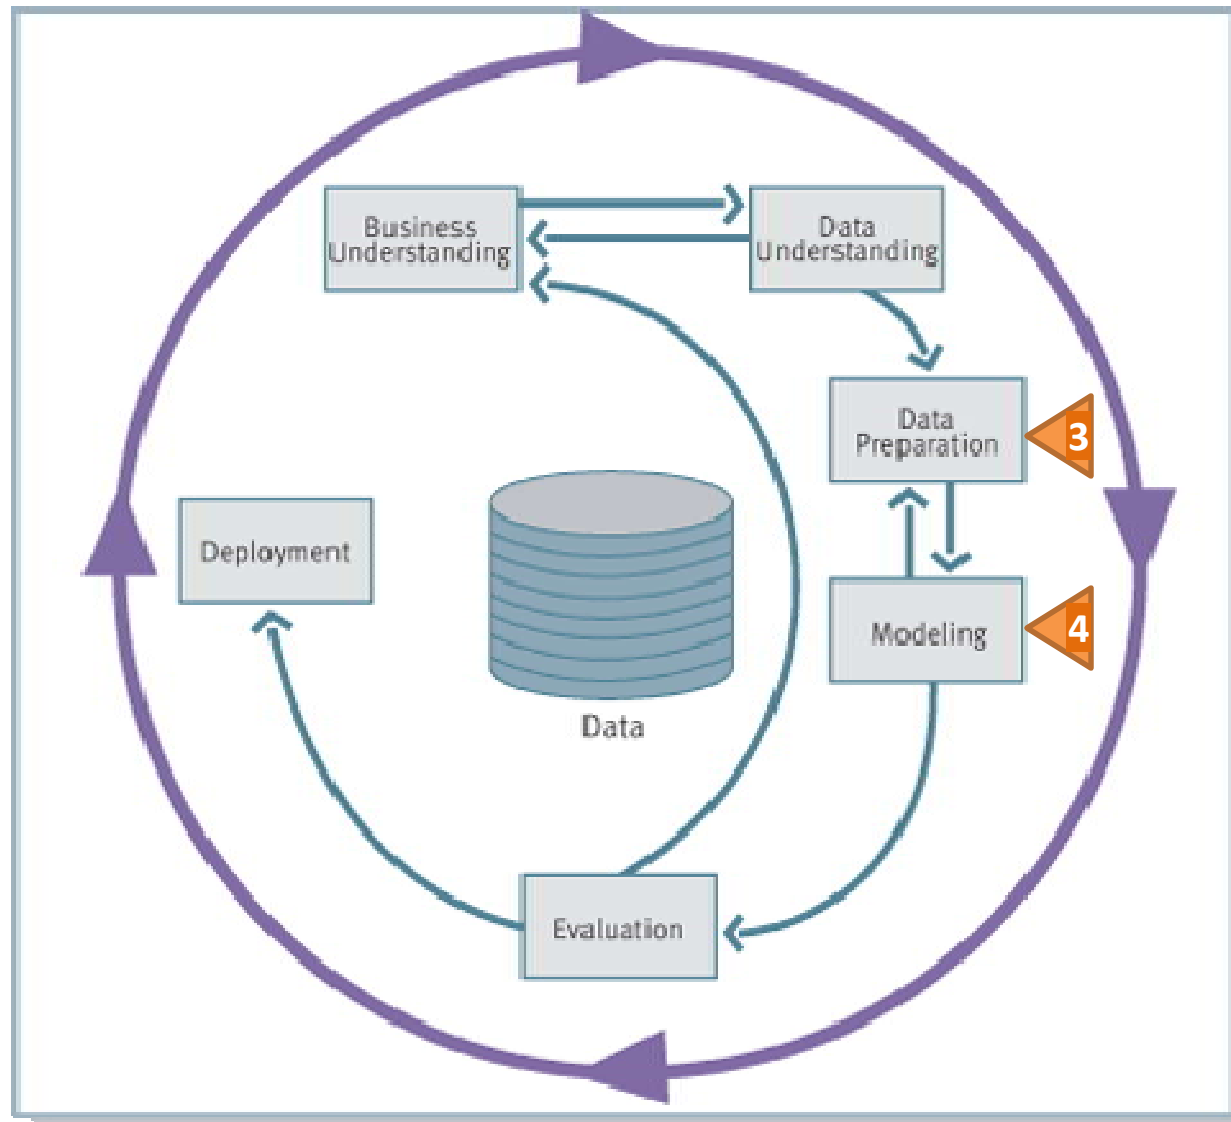 Business
Understanding
Data
Understanding
Data
Preparation
3
Deployment
Modeling
4
Data
Evaluation